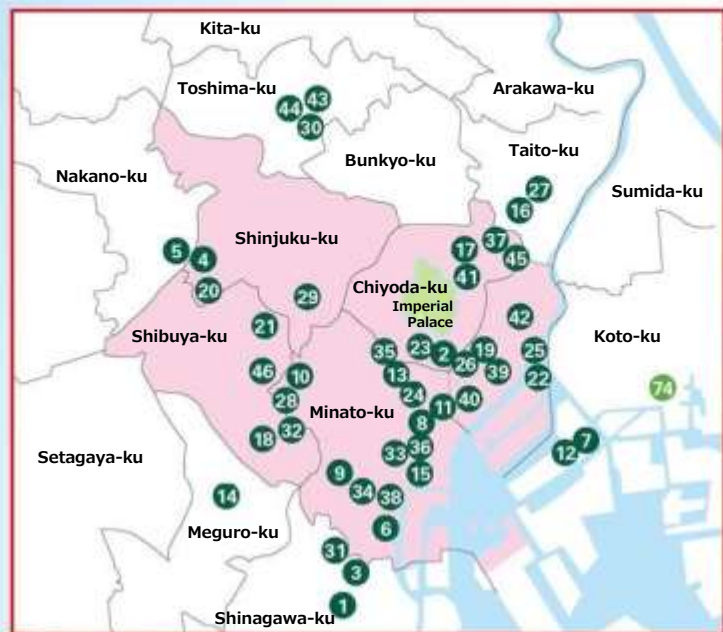 Kita-ku
Toshima-ku
43
44
30
Arakawa-ku
Bunkyo-ku
Taito-ku
27
16
Sumida-ku
Nakano-ku
Shinjuku-ku
5
4
20
29
17
37
45
41
Chiyoda-ku
Imperial
Palace
42
Shibuya-ku
21
35
23
2
19
25
Koto-ku
26
39
22
46
10
13
74
28
24
40
Minato-ku
11
8
18
32
33
36
7
12
Setagaya-ku
9
15
14
34
38
Meguro-ku
6
31
3
1
Shinagawa-ku